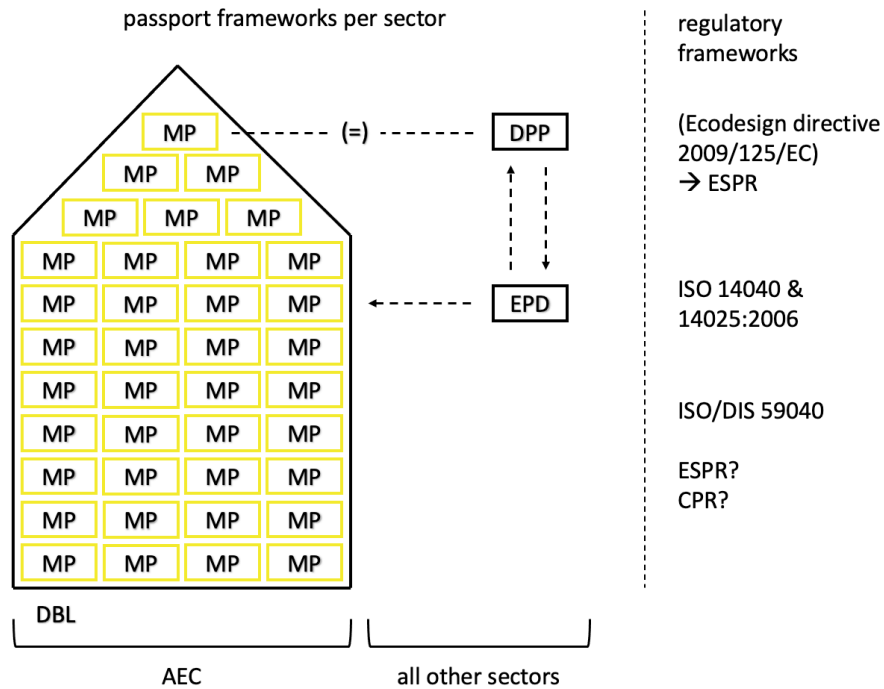 passport frameworks per sector
regulatory
frameworks
MP (=) DPP
(Ecodesign directive
2009/125/EC)
→ ESPR
MP MP
MP MP MP
MP MP MP MP
MP MP MP MP
EPD
ISO 14040 &
14025:2006
MP MP MP MP
MP MP MP MP
MP MP MP MP
ISO/DIS 59040
MP MP MP MP
ESPR?
CPR?
MP MP MP MP
MP MP MP MP
DBL
AEC
all other sectors